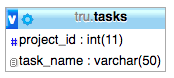 v tru.tasks
# project_id : int(11)
task_name : varchar(50)